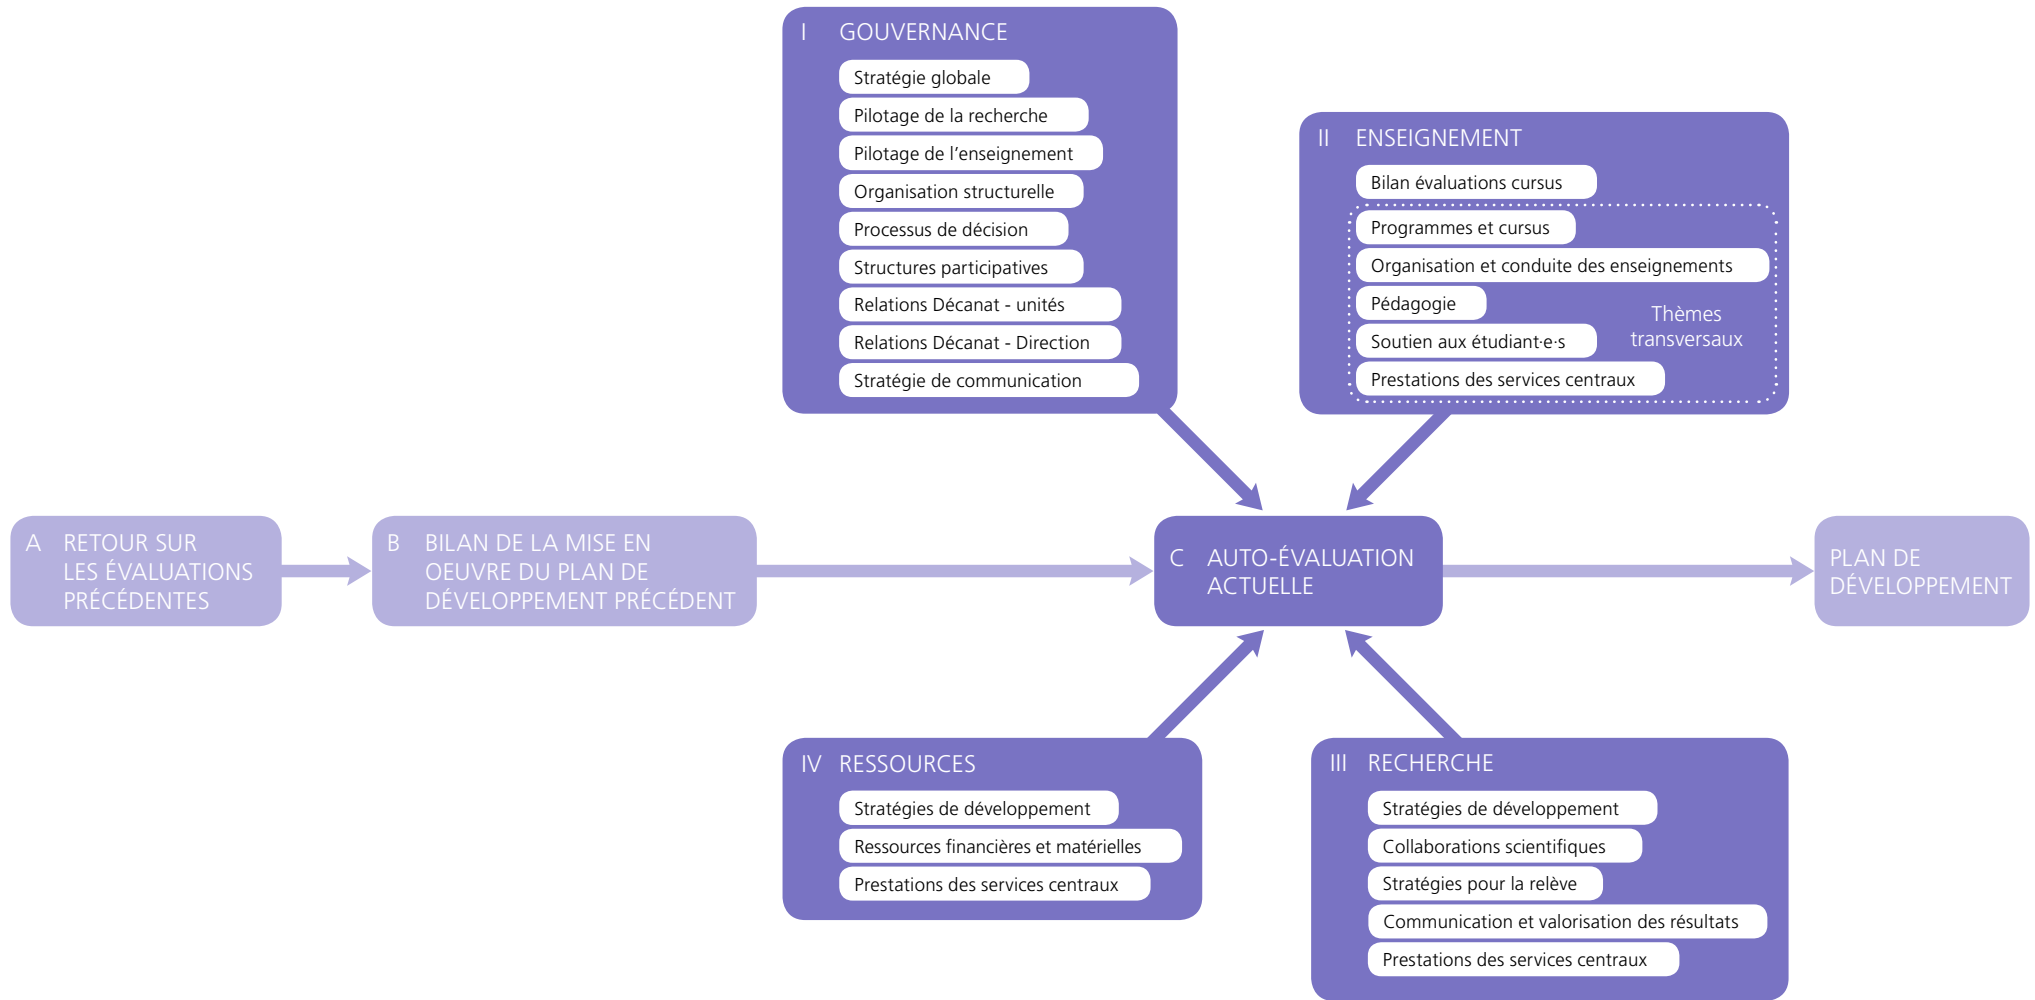 I GOUVERNANCE
Stratégie globale
Pilotage de la recherche
Pilotage de l'enseignement
Organisation structurelle
Processus de décision
Structures participatives
Relations Décanat - unités
Relations Décanat - Direction
Stratégie de communication
II ENSEIGNEMENT
Bilan évaluations cursus
Programmes et cursus
Organisation et conduite des enseignements
Pédagogie
Soutien aux étudiant·e·s
Prestations des services centraux
Thèmes
transversaux
A RETOUR SUR
LES ÉVALUATIONS
PRÉCÉDENTES
B BILAN DE LA MISE EN
OEUVRE DU PLAN DE
DÉVELOPPEMENT PRÉCÉDENT
C AUTO-ÉVALUATION
ACTUELLE
PLAN DE
DÉVELOPPEMENT
IV RESSOURCES
Stratégies de développement
Ressources financières et matérielles
Prestations des services centraux
III RECHERCHE
Stratégies de développement
Collaborations scientifiques
Stratégies pour la relève
Communication et valorisation des résultats
Prestations des services centraux